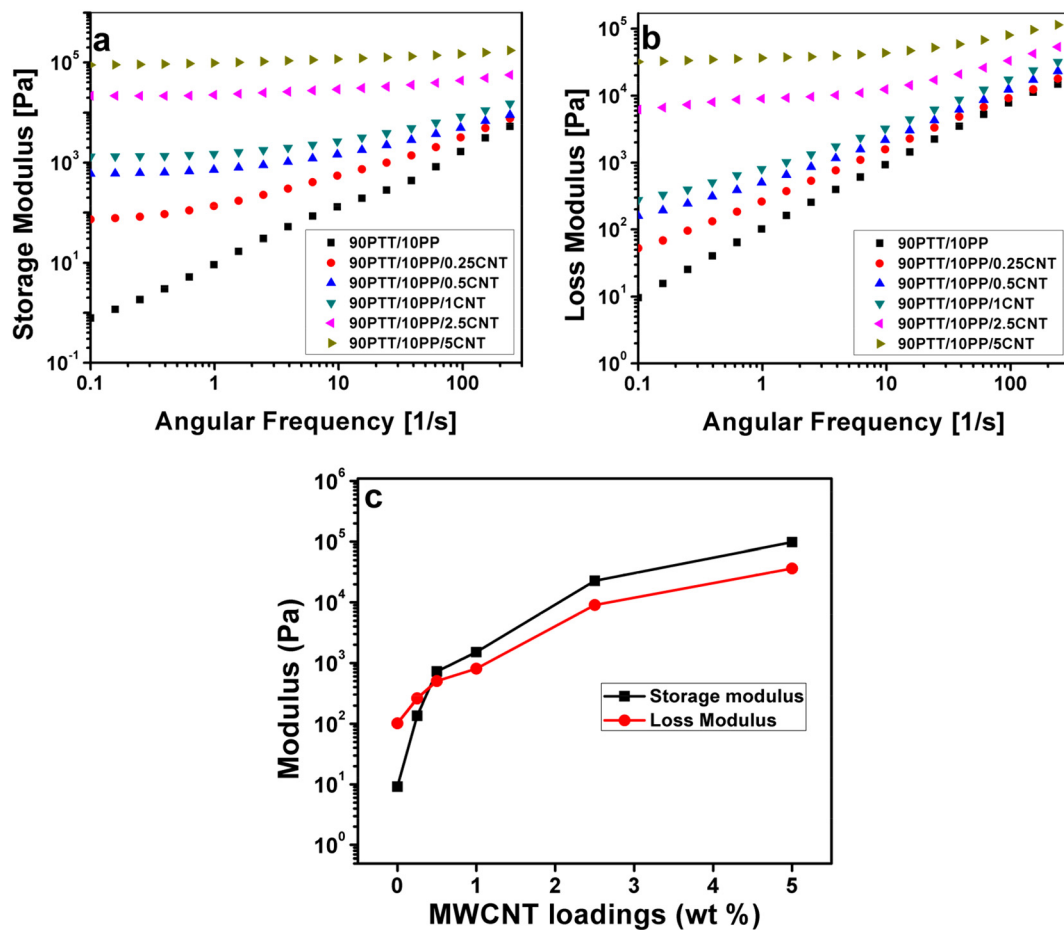 a
Storage Modulus [Pa]
10^5
10^3
10^1
10^-1
0.1
1
10
100
Angular Frequency [1/s]
90PTT/10PP
90PTT/10PP/0.25CNT
90PTT/10PP/0.5CNT
90PTT/10PP/1CNT
90PTT/10PP/2.5CNT
90PTT/10PP/5CNT
b
Loss Modulus [Pa]
10^5
10^4
10^3
10^2
10^1
10^0
0.1
1
10
100
Angular Frequency [1/s]
90PTT/10PP
90PTT/10PP/0.25CNT
90PTT/10PP/0.5CNT
90PTT/10PP/1CNT
90PTT/10PP/2.5CNT
90PTT/10PP/5CNT
c
Modulus (Pa)
10^6
10^5
10^4
10^3
10^2
10^1
10^0
0
1
2
3
4
5
MWCNT loadings (wt %)
Storage modulus
Loss Modulus